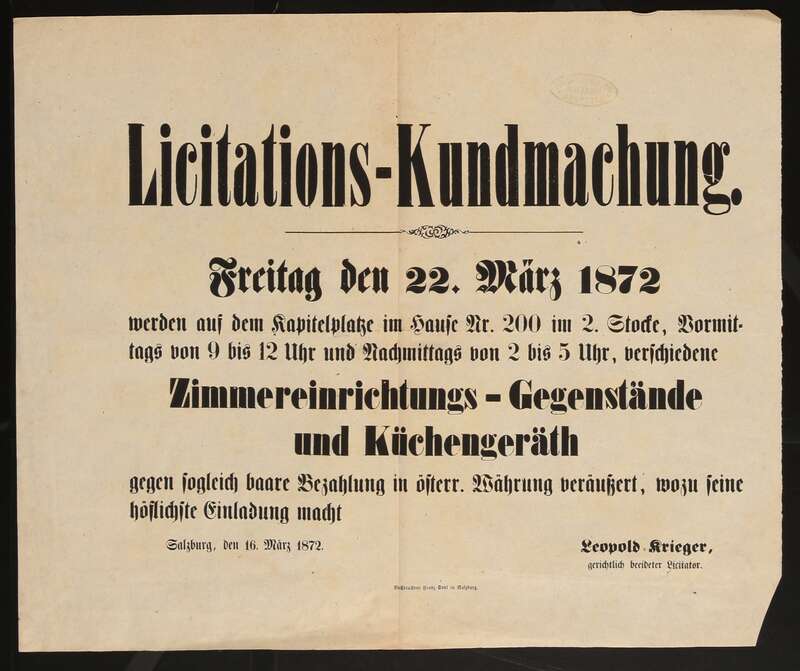 Licitations-Kundmachung.
Freitag den 22. März 1872
werden auf dem Kapitelplatze im Hause Nr. 200 im 2. Stocke, Vormit-
tags von 9 bis 12 Uhr und Nachmittags von 2 bis 5 Uhr, verschiedene
Zimmereinrichtungs-Gegenstände
und Küchengeräth
gegen sogleich baare Bezahlung in österr. Währung veräußert, wozu seine
höflichste Einladung macht
Salzburg, den 16. März 1872.
Leopold Krieger,
gerichtlich beeideter Licitator.
in Salzburg.